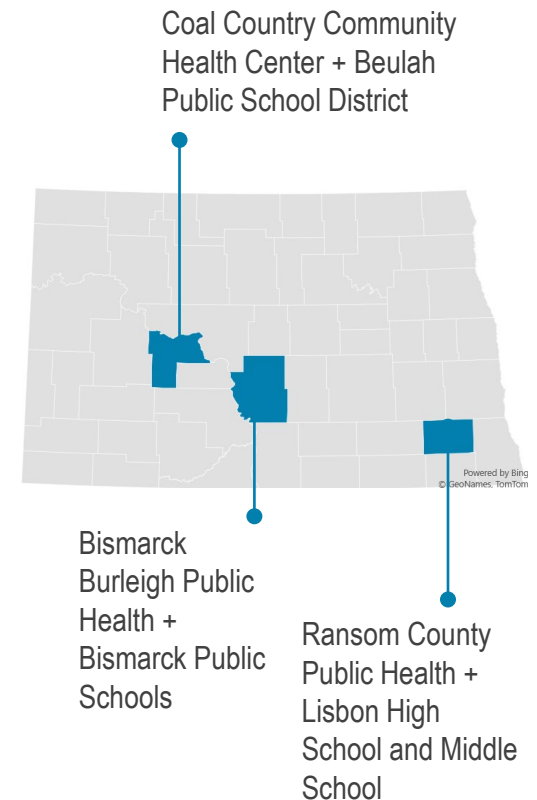 Coal Country Community
Health Center + Beulah
Public School District
Powered by Bing
© GeoNames, TomTom
Bismarck
Burleigh Public
Health +
Bismarck Public
Schools
Ransom County
Public Health +
Lisbon High
School and Middle
School